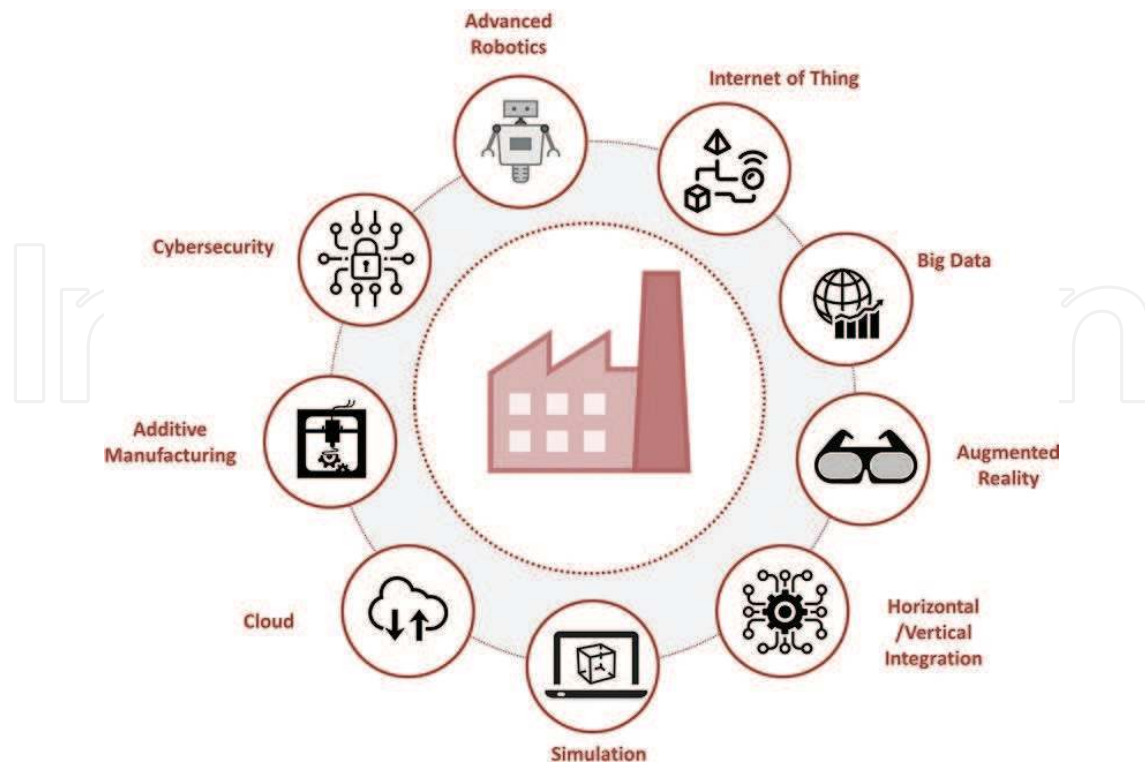 Advanced
Robotics
Internet of Thing
Big Data
Augmented
Reality
Horizontal
/Vertical
Integration
Simulation
Cloud
Additive
Manufacturing
Cybersecurity